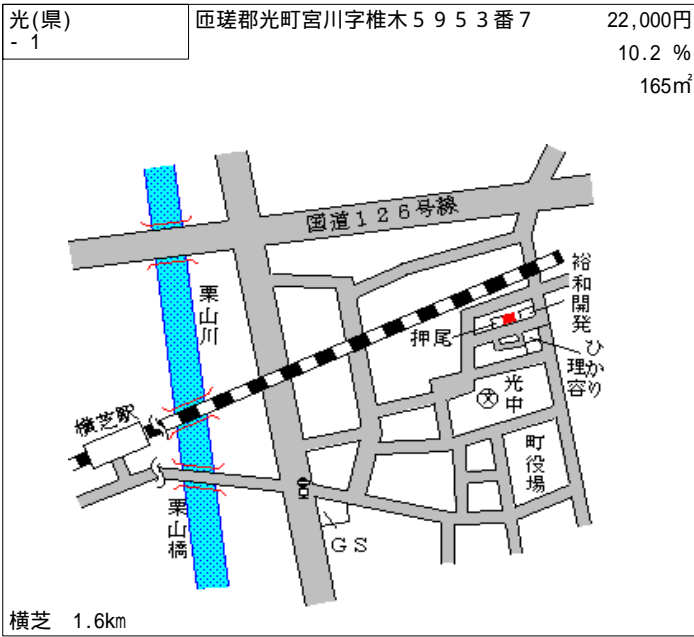 光(県)
- 1
匝瑳郡光町宮川字椎木５９５３番７
22,000円
10.2 %
165㎡
国道１２６号線
栗山川
裕和開発
押尾
ひかり
理容
光中
文
横芝駅
町役場
栗山橋
ＧＳ
横芝 1.6km